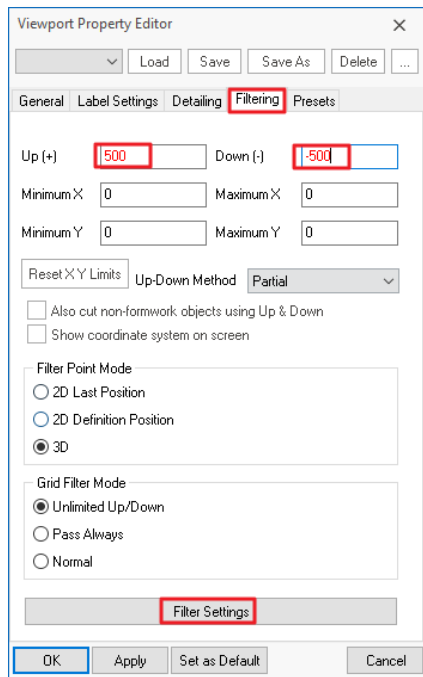 Viewport Property Editor
Load Save Save As Delete ...
General Label Settings Detailing Filtering Presets
Up (+) 500 Down (-) -500
Minimum X 0 Maximum X 0
Minimum Y 0 Maximum Y 0
Reset X Y Limits Up-Down Method Partial
Also cut non-formwork objects using Up & Down
Show coordinate system on screen
Filter Point Mode
2D Last Position
2D Definition Position
3D
Grid Filter Mode
Unlimited Up/Down
Pass Always
Normal
Filter Settings
OK Apply Set as Default Cancel